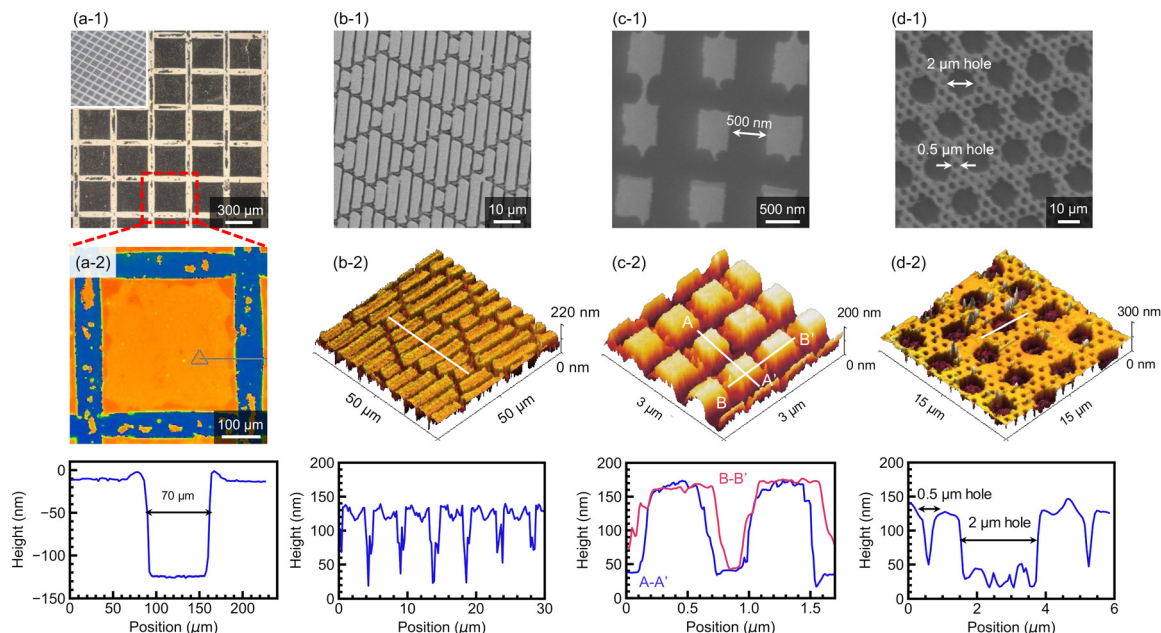 (a-1)
(b-1)
(c-1)
(d-1)
2 µm hole
500 nm
0.5 µm hole
300 µm
10 µm
500 nm
10 µm
(a-2)
(b-2)
(c-2)
(d-2)
220 nm
200 nm
300 nm
A
B'
0 nm
0 nm
0 nm
A'
B
100 µm
50 µm
50 µm
3 µm
3 µm
15 µm
15 µm
0
−50
−100
−150
Height (nm)
70 µm
0
40
80
120
160
200
Position (µm)
200
150
100
50
0
Height (nm)
0
10
20
30
Position (µm)
200
150
100
50
0
Height (nm)
B-B'
A-A'
0.0
0.5
1.0
1.5
Position (µm)
200
150
100
50
0
Height (nm)
0.5 µm hole
2 µm hole
0
2
4
6
Position (µm)